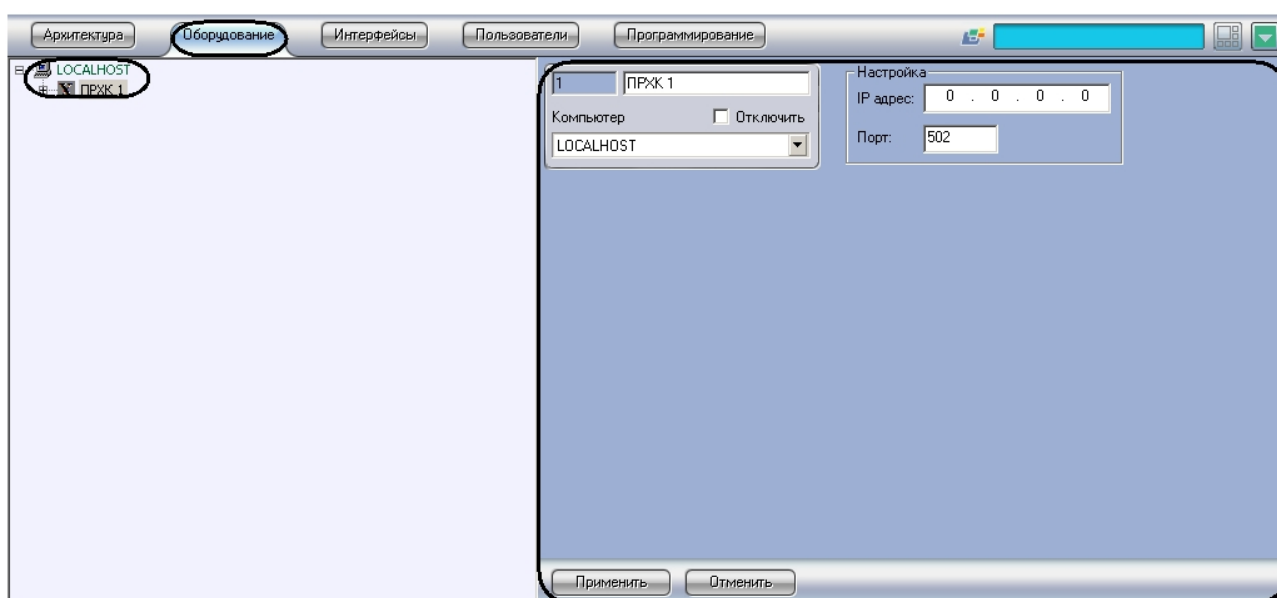 Архитектура Оборудование Интерфейсы Пользователи Программирование
LOCALHOST
ПРХК 1
1 ПРХК 1
Компьютер Отключить
LOCALHOST
Настройка
IP адрес: 0 . 0 . 0 . 0
Порт: 502
Применить Отменить